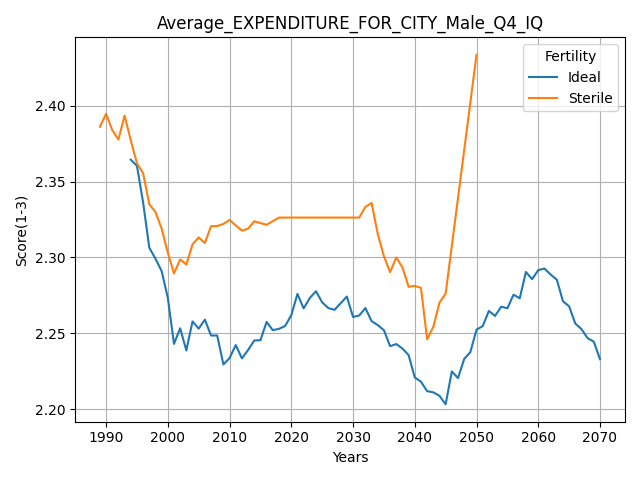 Average_EXPENDITURE_FOR_CITY_Male_Q4_IQ
Fertility
Ideal
Sterile
Score(1-3)
2.40
2.35
2.30
2.25
2.20
1990 2000 2010 2020 2030 2040 2050 2060 2070
Years